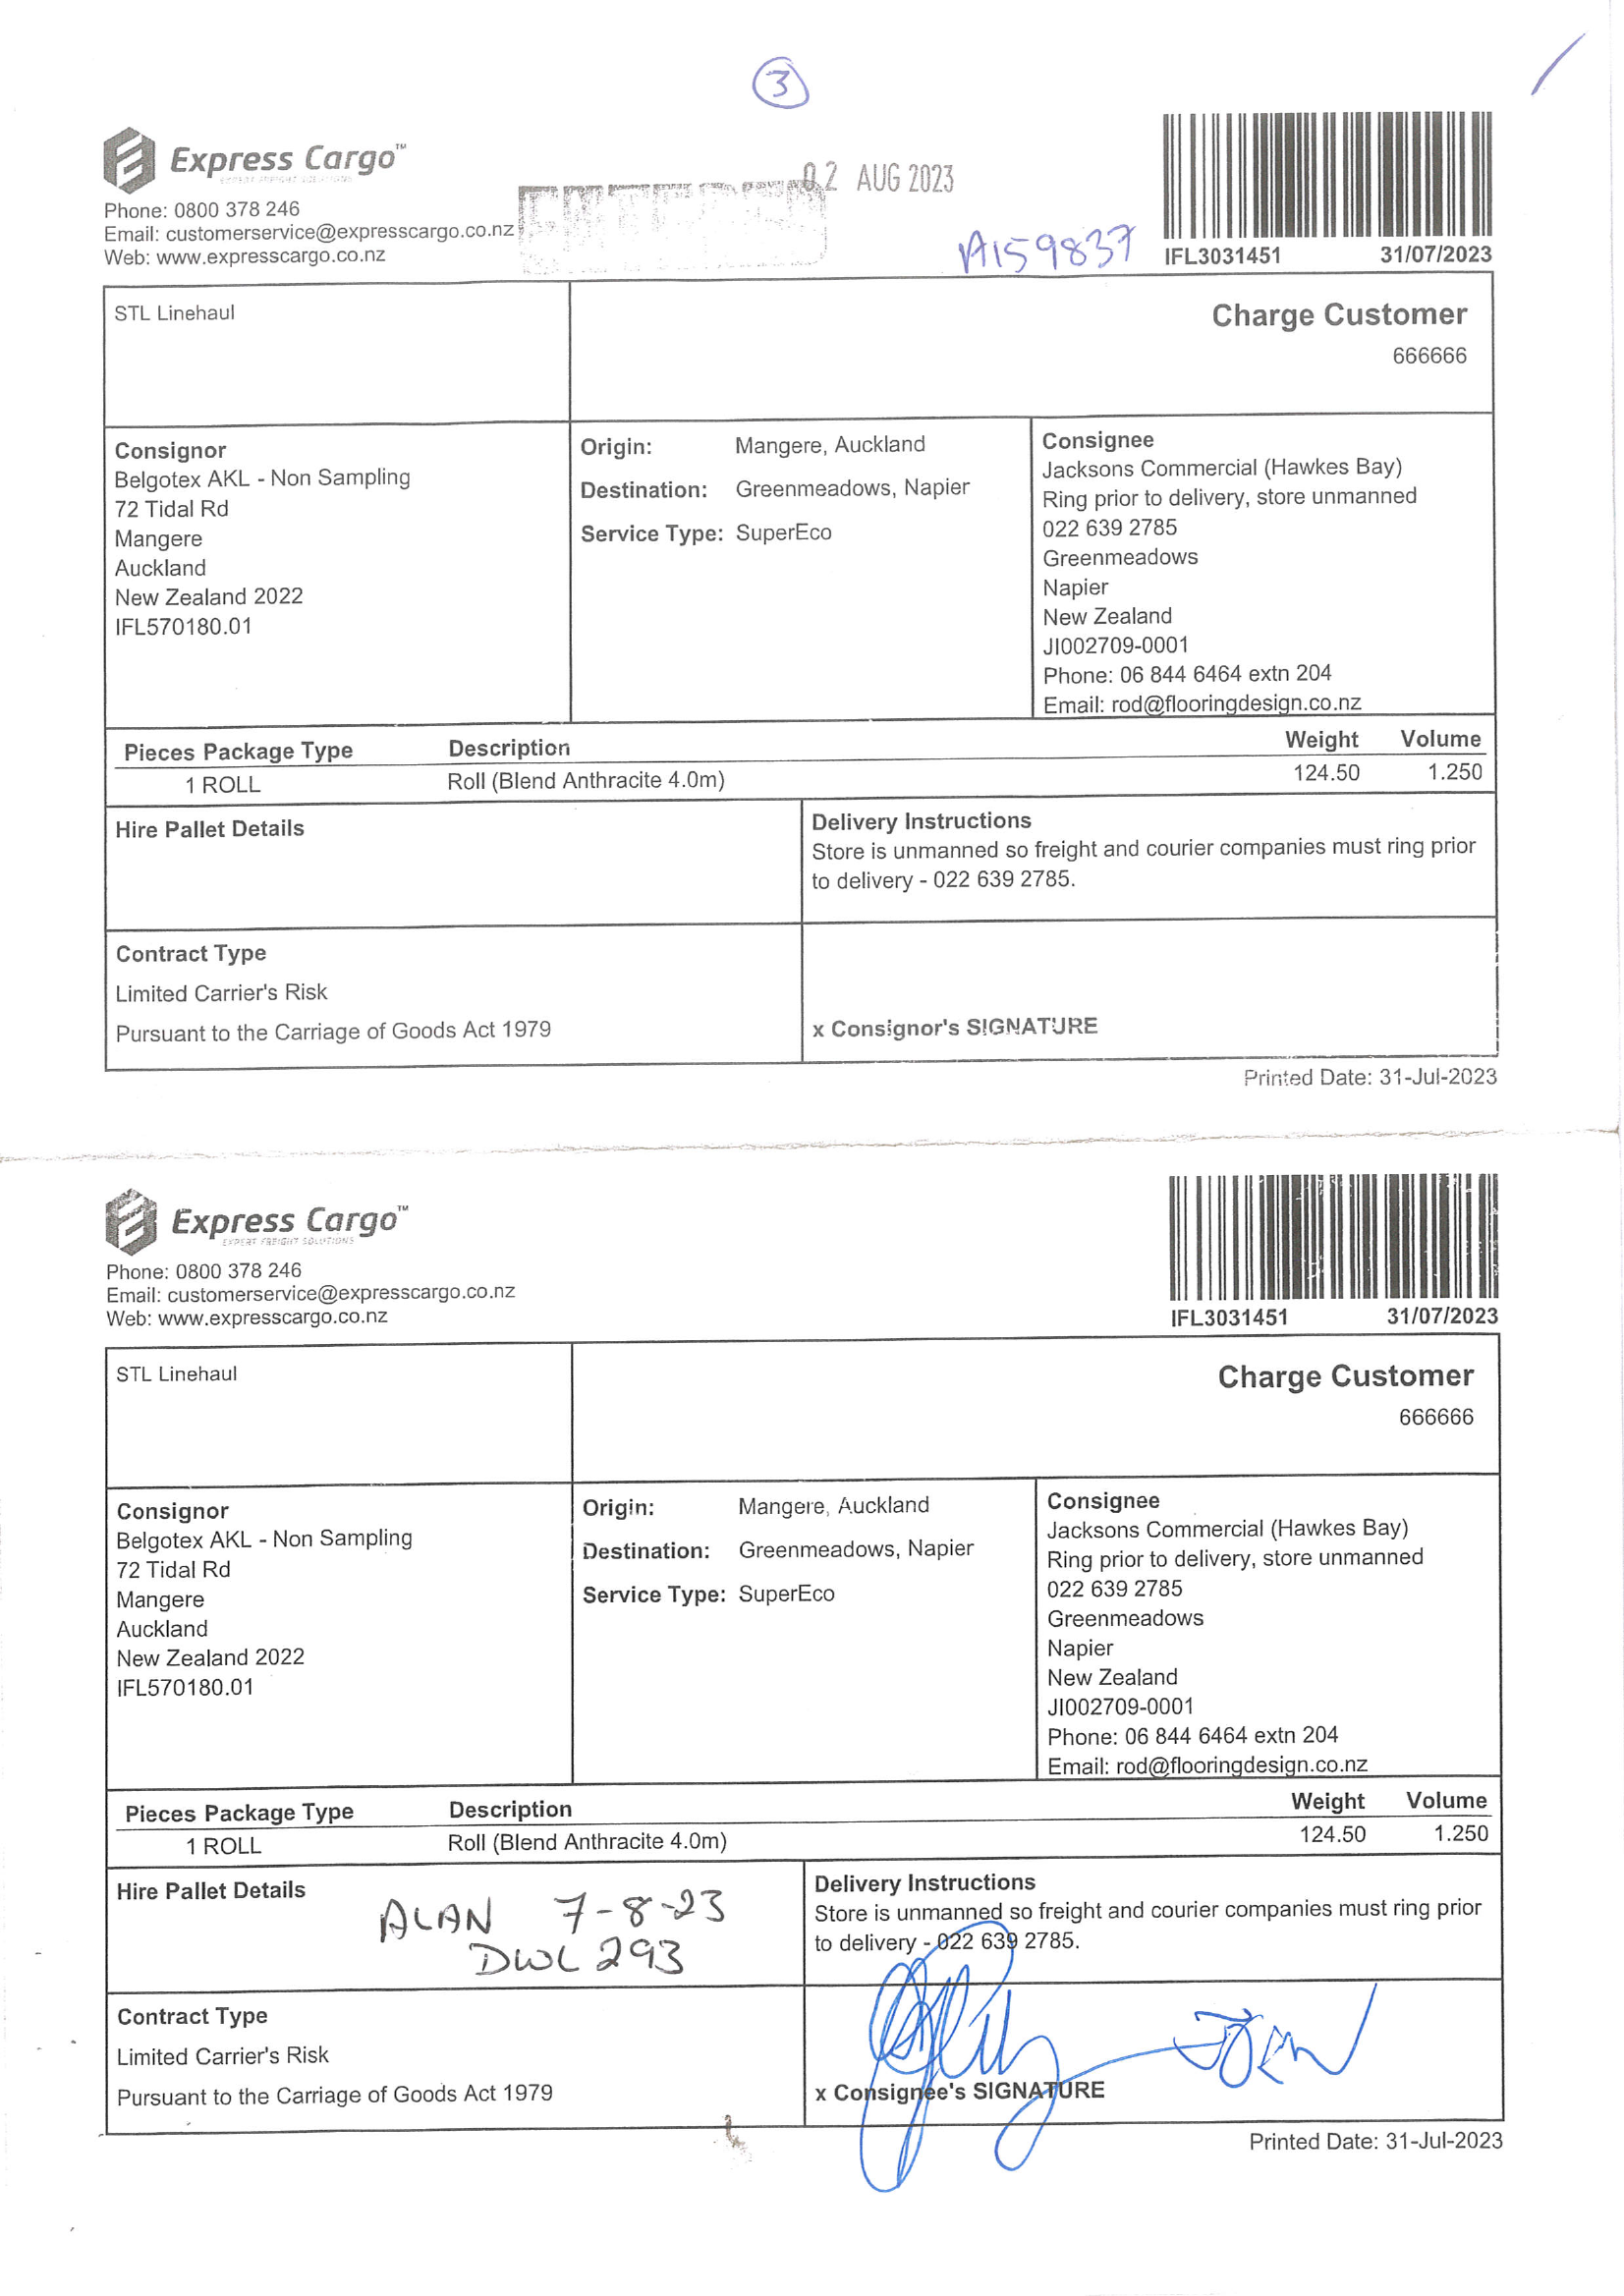 3
Express Cargo™
EXPERT FREIGHT SOLUTIONS
Phone: 0800 378 246
Email: customerservice@expresscargo.co.nz
Web: www.expresscargo.co.nz
ENTERED
02 AUG 2023
A159837
IFL3031451 31/07/2023
STL Linehaul
Charge Customer
666666
Consignor
Belgotex AKL - Non Sampling
72 Tidal Rd
Mangere
Auckland
New Zealand 2022
IFL570180.01
Origin: Mangere, Auckland
Destination: Greenmeadows, Napier
Service Type: SuperEco
Consignee
Jacksons Commercial (Hawkes Bay)
Ring prior to delivery, store unmanned
022 639 2785
Greenmeadows
Napier
New Zealand
JI002709-0001
Phone: 06 844 6464 extn 204
Email: rod@flooringdesign.co.nz
Pieces Package Type Description Weight Volume
1 ROLL Roll (Blend Anthracite 4.0m) 124.50 1.250
Hire Pallet Details
Delivery Instructions
Store is unmanned so freight and courier companies must ring prior
to delivery - 022 639 2785.
Contract Type
Limited Carrier's Risk
Pursuant to the Carriage of Goods Act 1979
x Consignor's SIGNATURE
Printed Date: 31-Jul-2023
Express Cargo™
EXPERT FREIGHT SOLUTIONS
Phone: 0800 378 246
Email: customerservice@expresscargo.co.nz
Web: www.expresscargo.co.nz
IFL3031451 31/07/2023
STL Linehaul
Charge Customer
666666
Consignor
Belgotex AKL - Non Sampling
72 Tidal Rd
Mangere
Auckland
New Zealand 2022
IFL570180.01
Origin: Mangere, Auckland
Destination: Greenmeadows, Napier
Service Type: SuperEco
Consignee
Jacksons Commercial (Hawkes Bay)
Ring prior to delivery, store unmanned
022 639 2785
Greenmeadows
Napier
New Zealand
JI002709-0001
Phone: 06 844 6464 extn 204
Email: rod@flooringdesign.co.nz
Pieces Package Type Description Weight Volume
1 ROLL Roll (Blend Anthracite 4.0m) 124.50 1.250
Hire Pallet Details
ALAN 7-8-23
DWL 293
Delivery Instructions
Store is unmanned so freight and courier companies must ring prior
to delivery - 022 639 2785.
Contract Type
Limited Carrier's Risk
Pursuant to the Carriage of Goods Act 1979
x Consignee's SIGNATURE
Printed Date: 31-Jul-2023